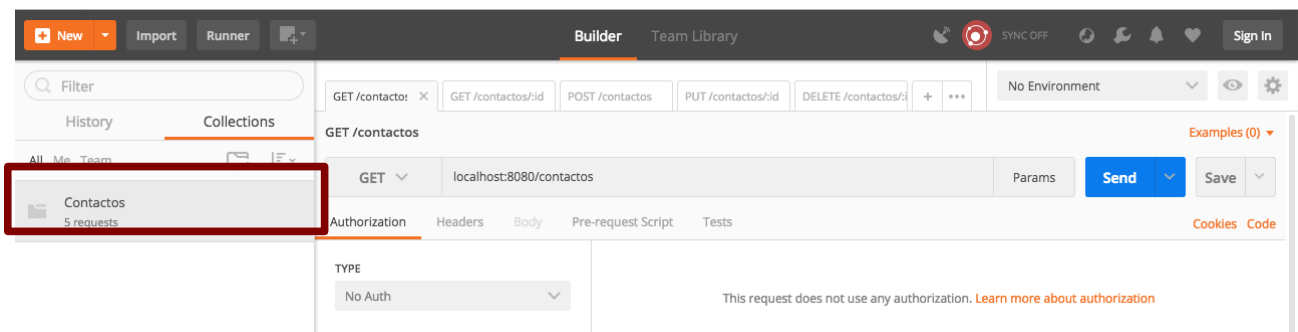 New Import Runner Builder Team Library SYNC OFF Sign In
Filter
History Collections
All Me Team
Contactos
5 requests
GET /contactos GET /contactos/:id POST /contactos PUT /contactos/:id DELETE /contactos/:i + •••
No Environment
GET /contactos Examples (0)
GET localhost:8080/contactos Params Send Save
Authorization Headers Body Pre-request Script Tests Cookies Code
TYPE
No Auth
This request does not use any authorization. Learn more about authorization